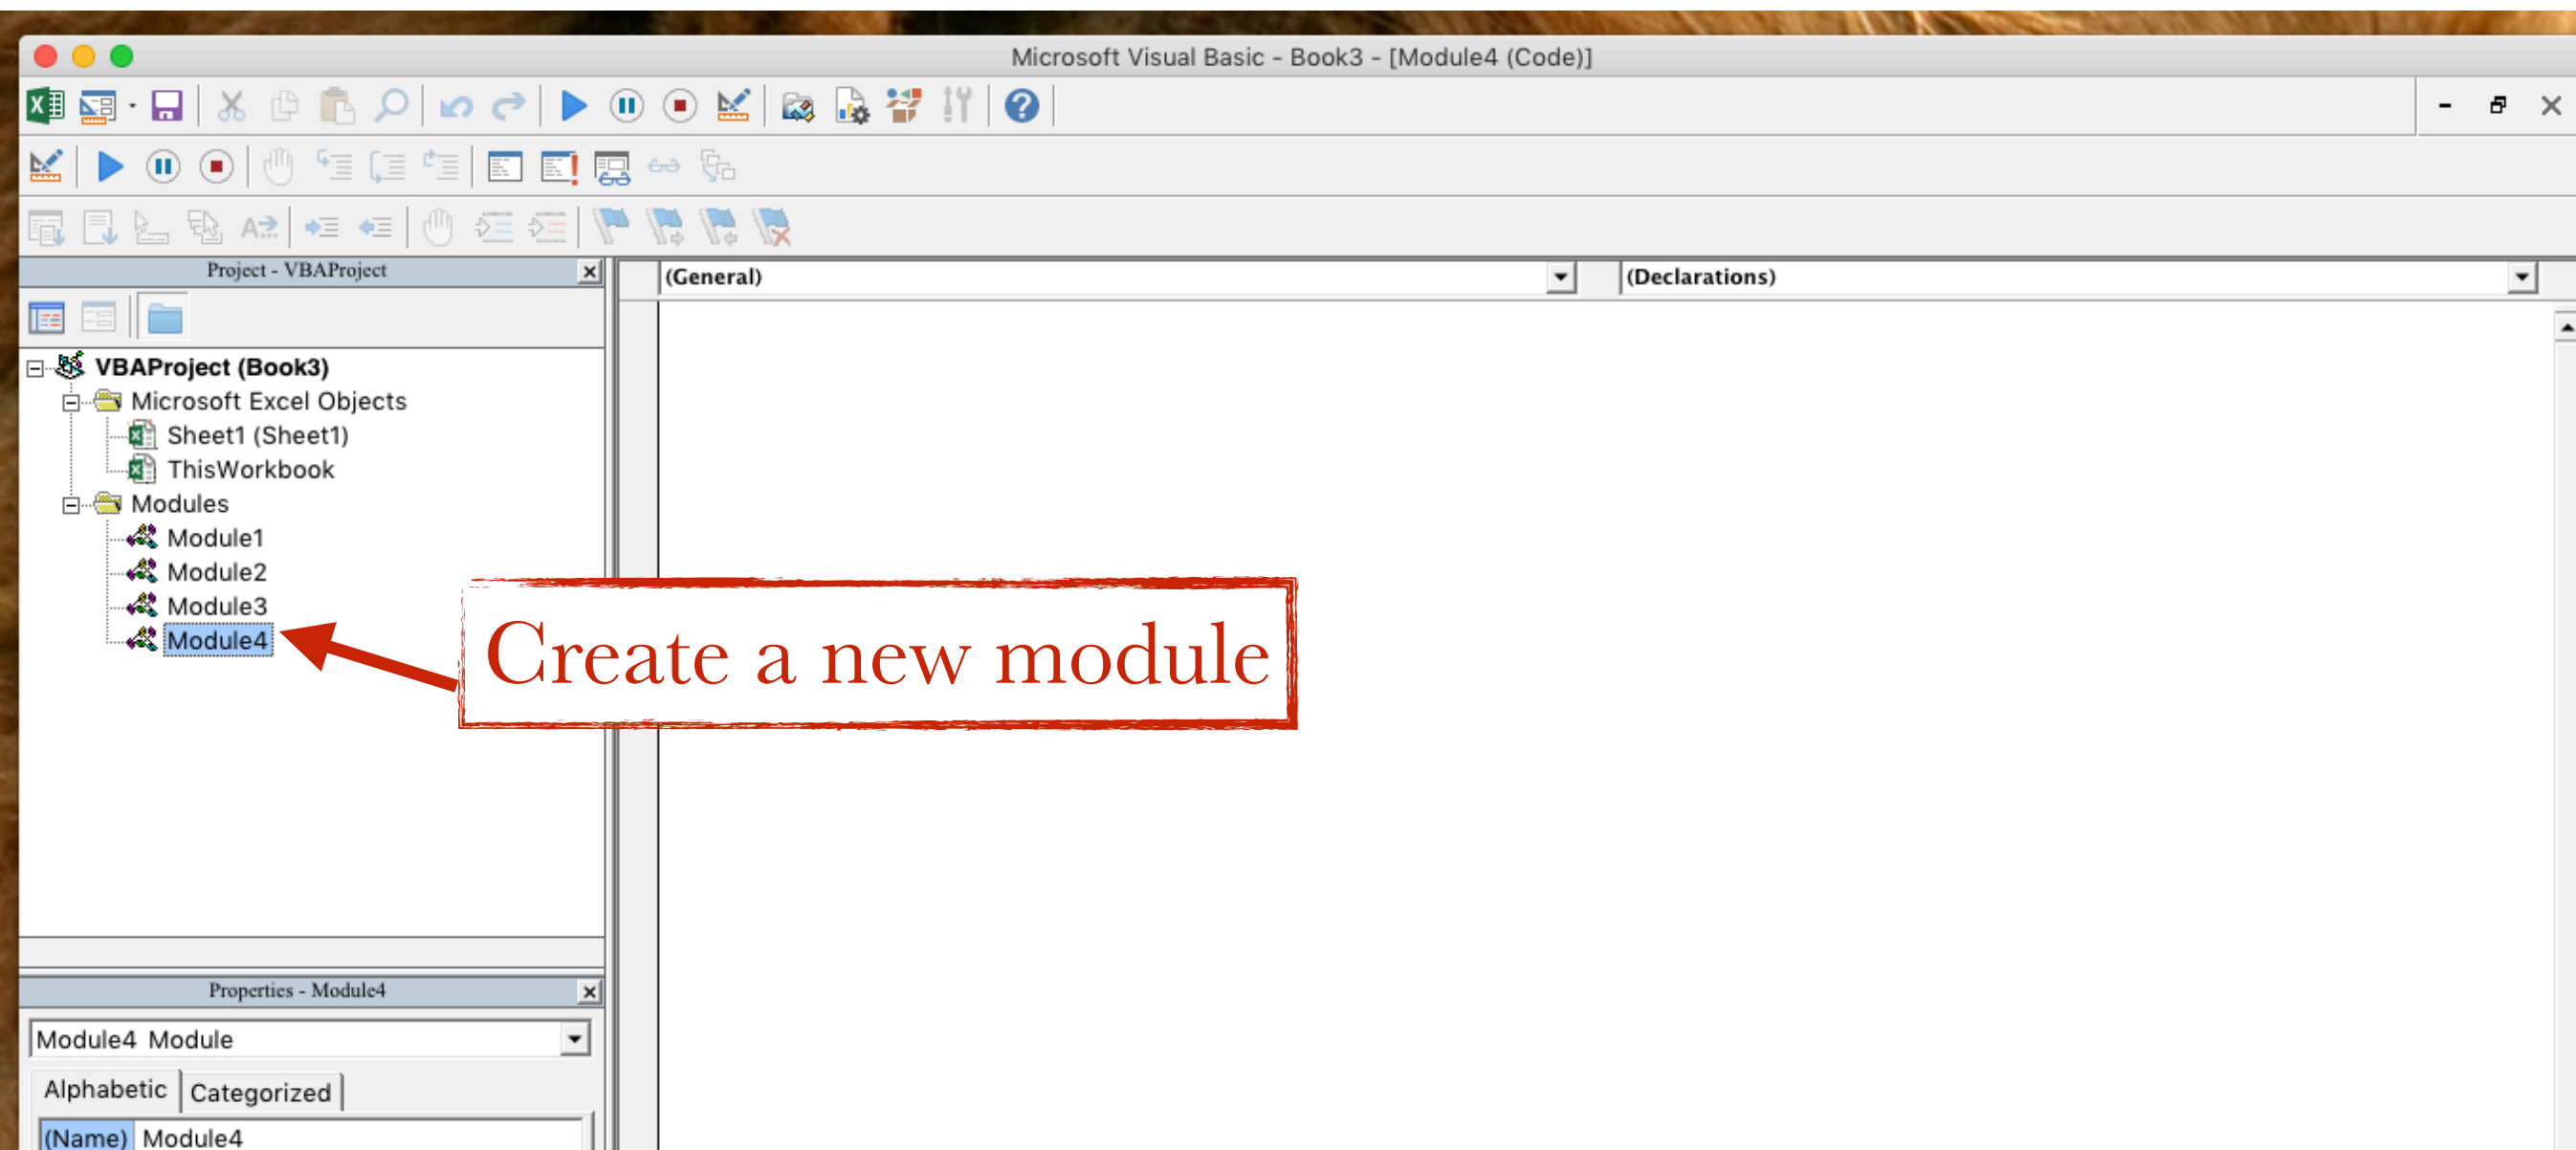 Microsoft Visual Basic - Book3 - [Module4 (Code)]
Project - VBAProject
(General)
(Declarations)
VBAProject (Book3)
Microsoft Excel Objects
Sheet1 (Sheet1)
ThisWorkbook
Modules
Module1
Module2
Module3
Module4
Create a new module
Properties - Module4
Module4 Module
Alphabetic
Categorized
(Name) Module4